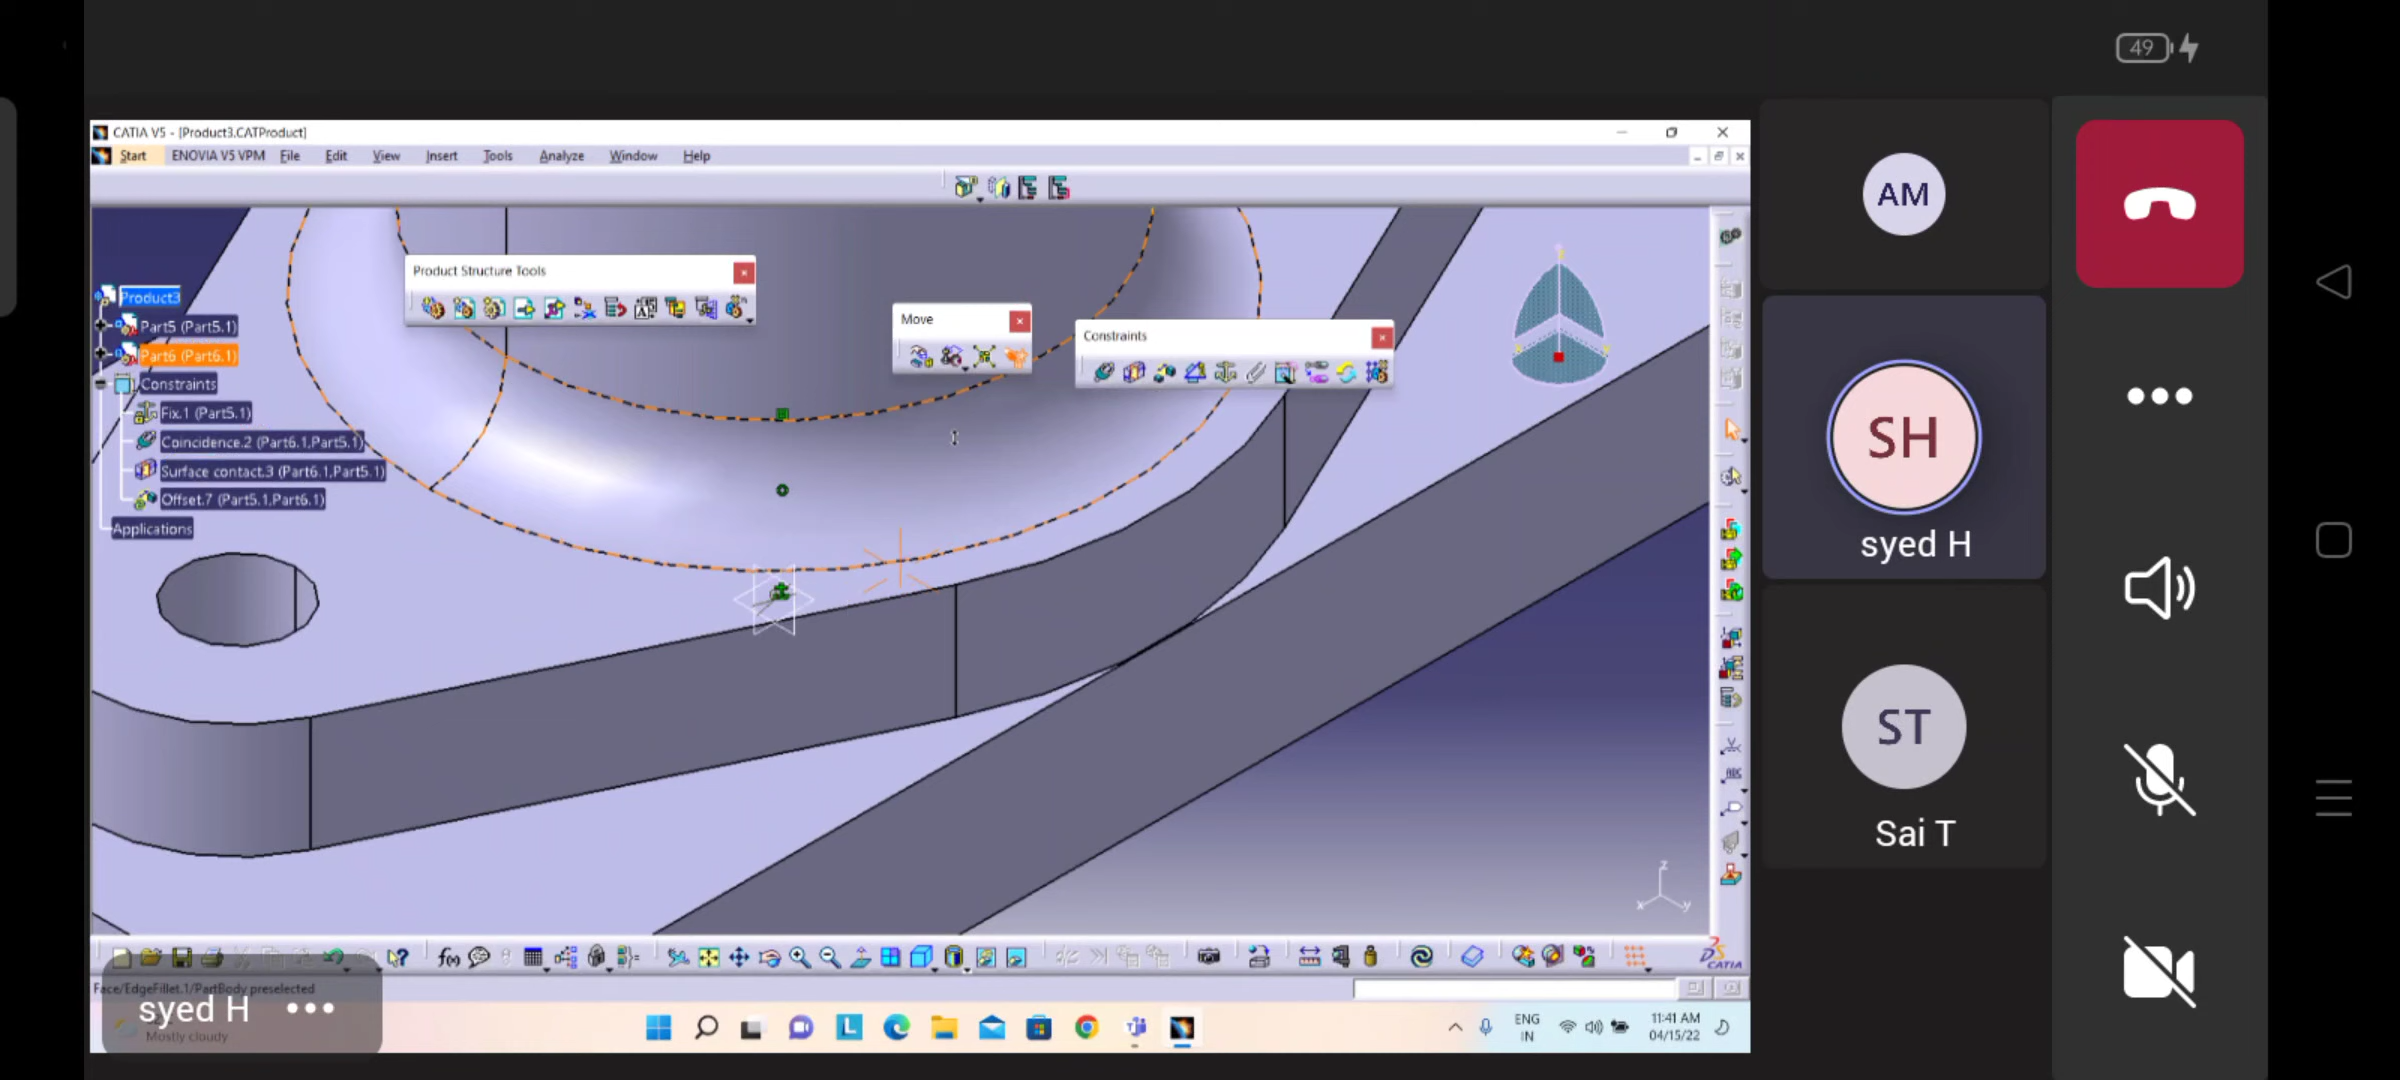 49
CATIA V5 - [Product3.CATProduct]
Start ENOVIA V5 VPM File Edit View Insert Tools Analyze Window Help
AM
Product Structure Tools
Product3
Part5 (Part5.1)
Part6 (Part6.1)
Constraints
Fix.1 (Part5.1)
Coincidence.2 (Part6.1,Part5.1)
Surface contact.3 (Part6.1,Part5.1)
Offset.7 (Part5.1,Part6.1)
Applications
Move
Constraints
SH
syed H
ST
Sai T
z
x y
CATIA
Face/EdgeFillet.1/PartBody preselected
syed H
Mostly cloudy
ENG
IN
11:41 AM
04/15/22